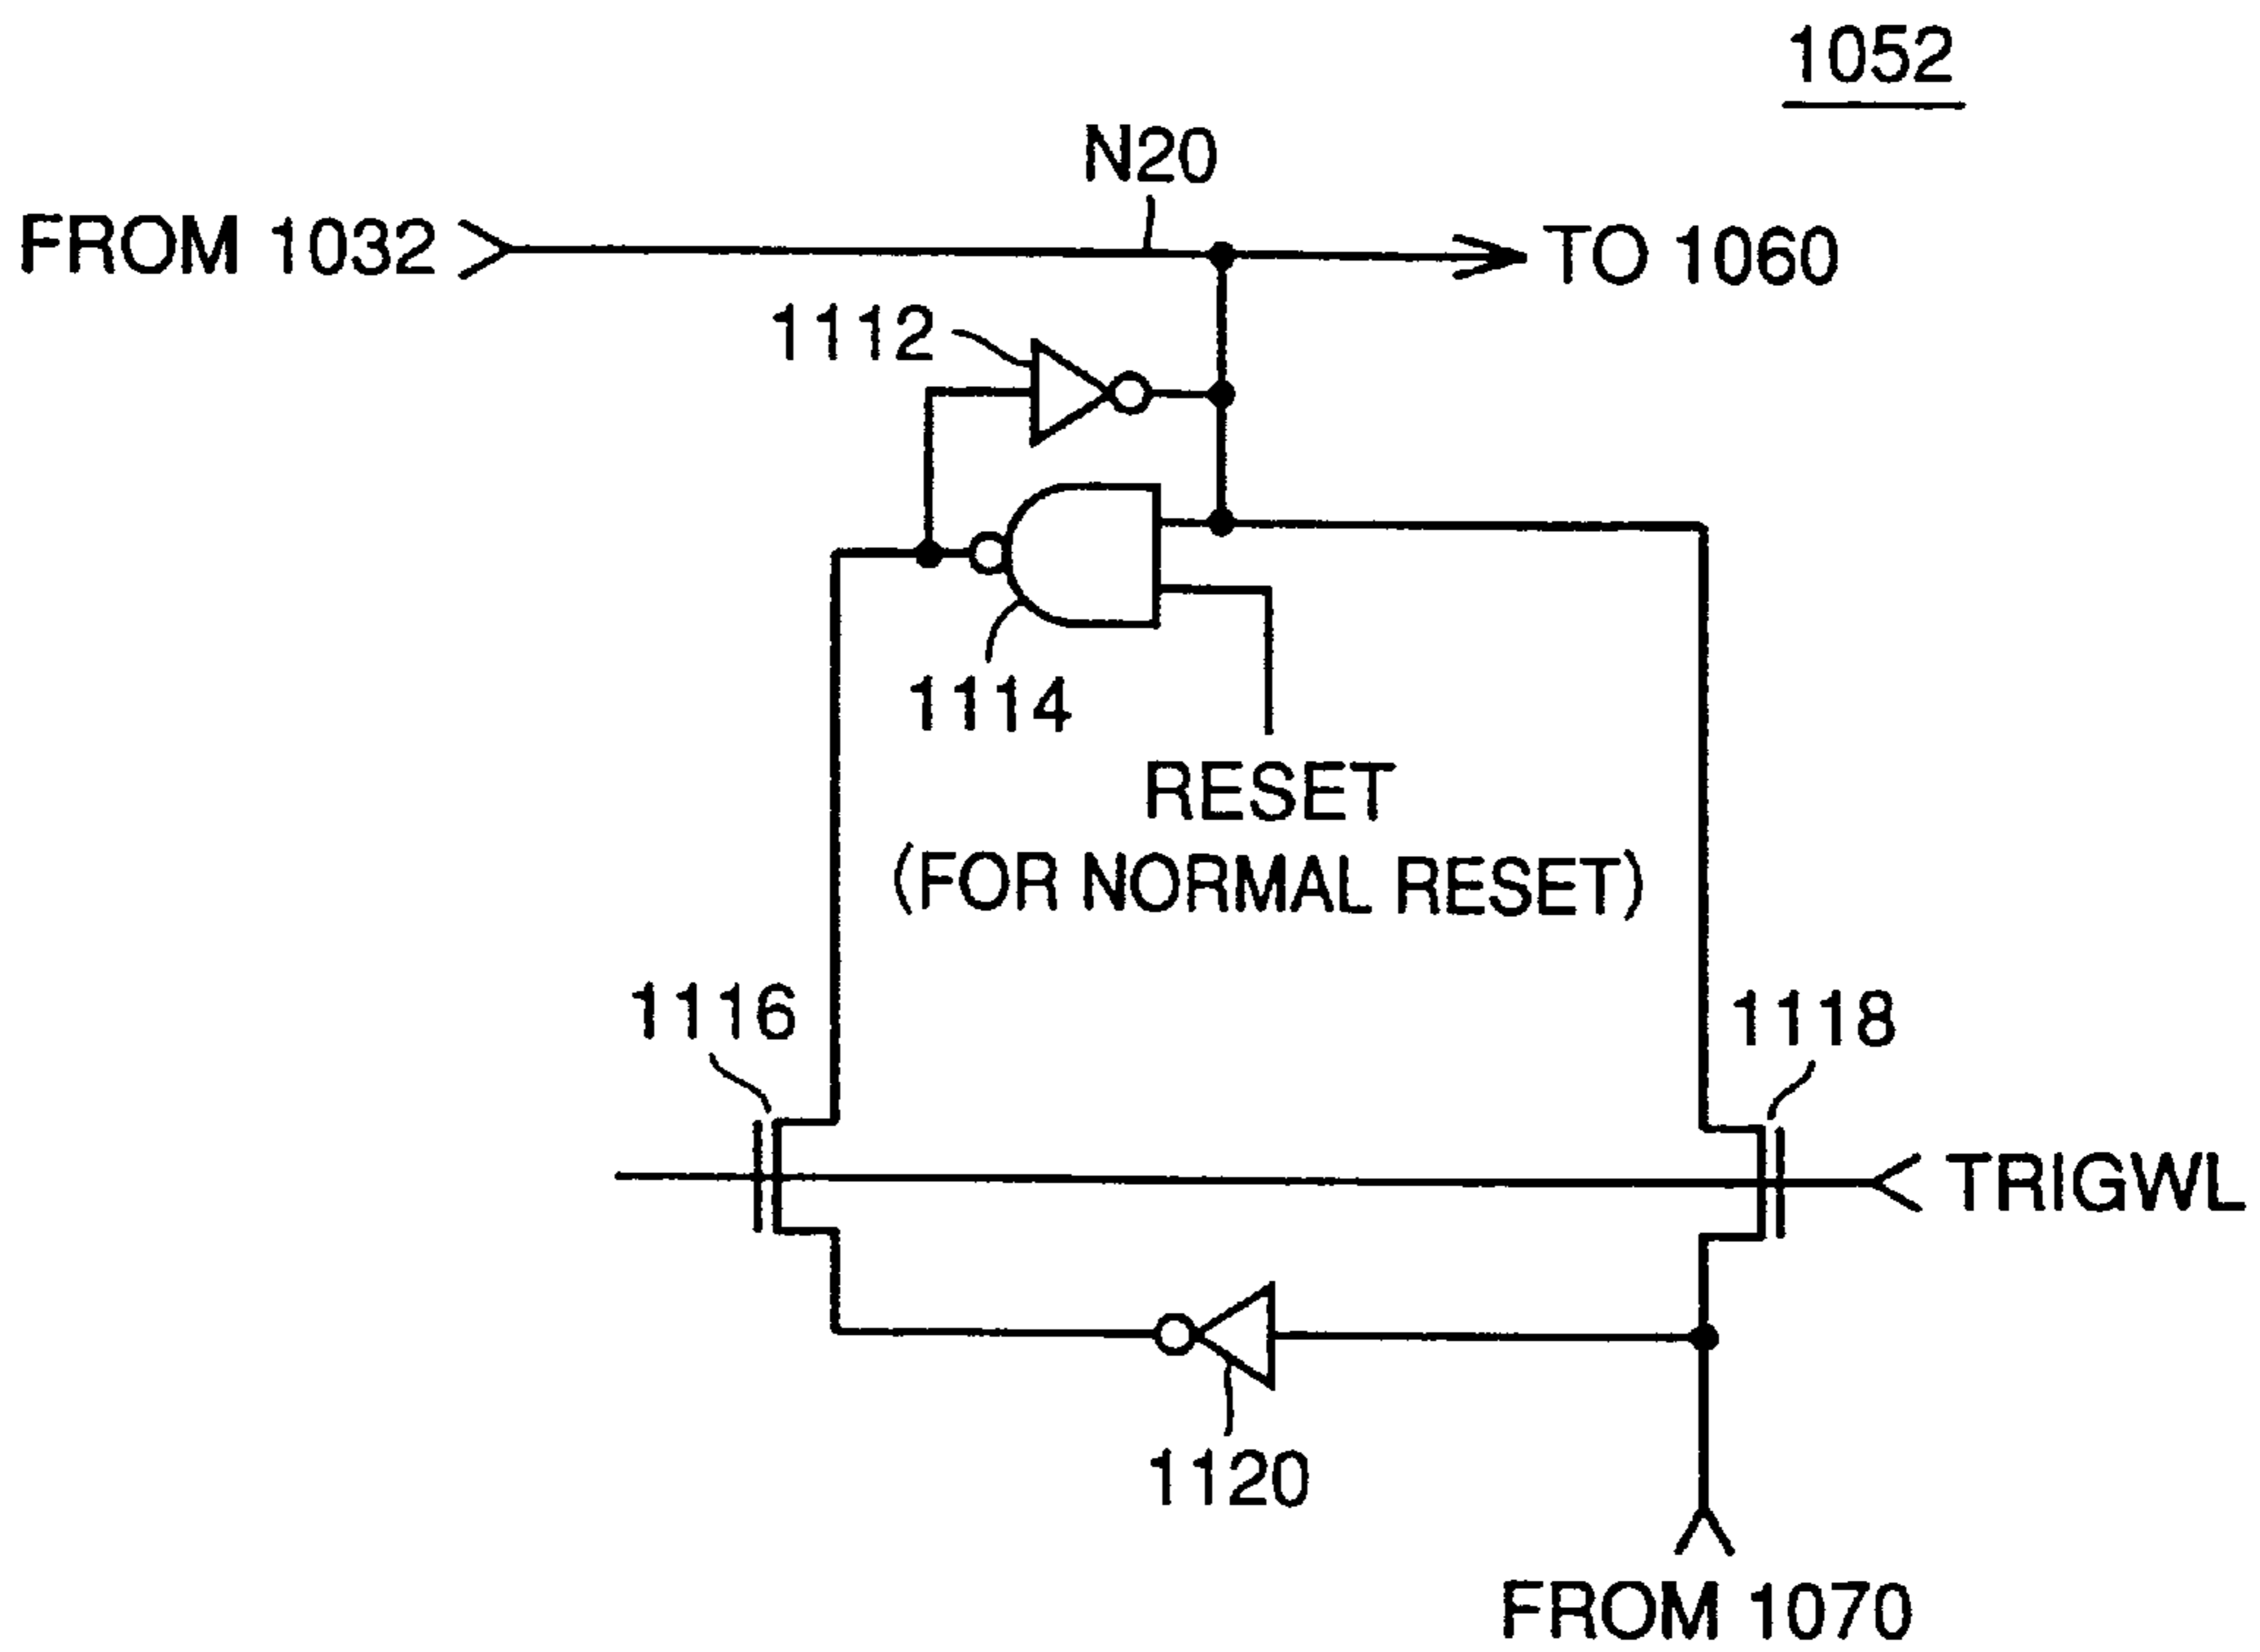 1052
N20
FROM 1032
TO 1060
1112
1114
RESET
(FOR NORMAL RESET)
1116
1118
TRIGWL
1120
FROM 1070